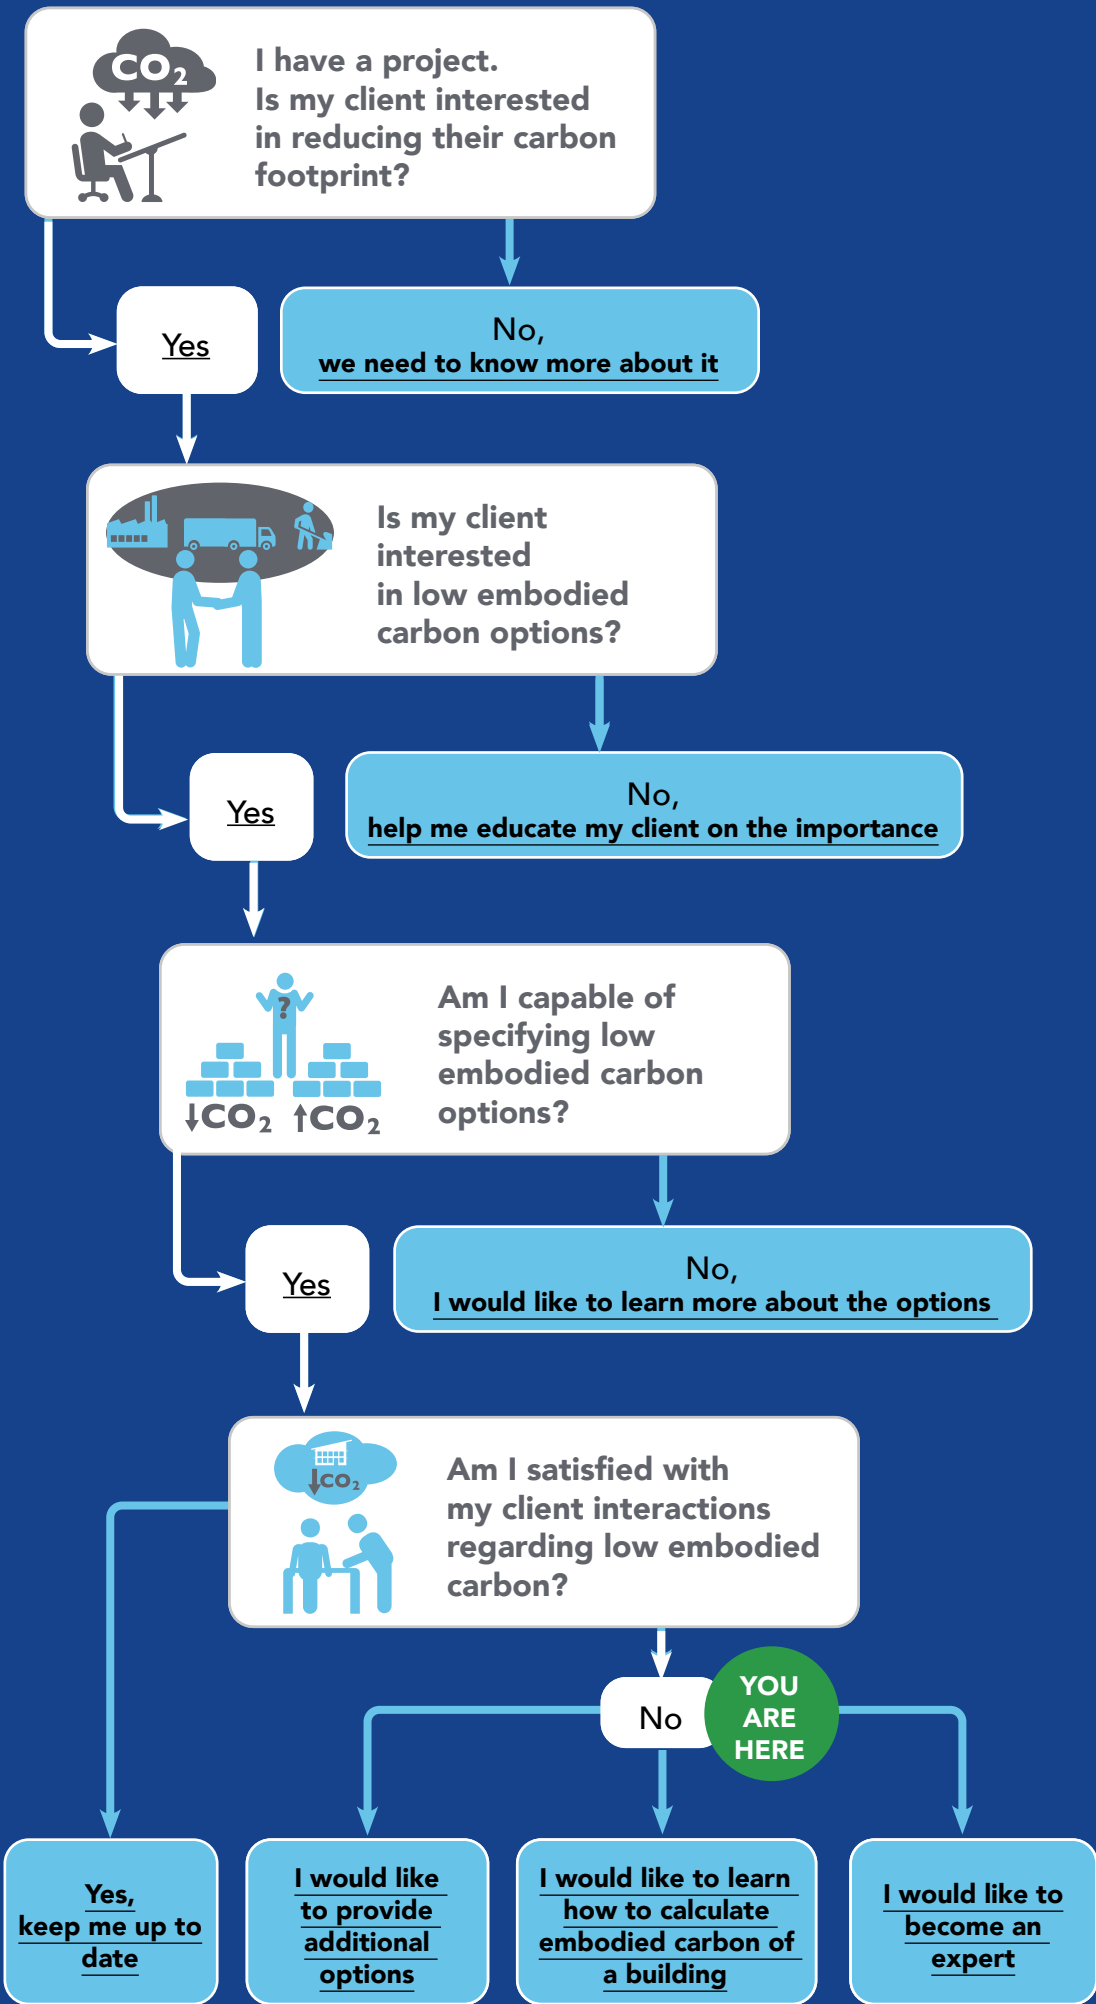 CO2
I have a project.
Is my client interested
in reducing their carbon
footprint?
Yes
No,
we need to know more about it
Is my client
interested
in low embodied
carbon options?
Yes
No,
help me educate my client on the importance
?
↓CO2 ↑CO2
Am I capable of
specifying low
embodied carbon
options?
Yes
No,
I would like to learn more about the options
↓CO2
Am I satisfied with
my client interactions
regarding low embodied
carbon?
No
YOU
ARE
HERE
Yes,
keep me up to
date
I would like
to provide
additional
options
I would like to learn
how to calculate
embodied carbon of
a building
I would like to
become an
expert